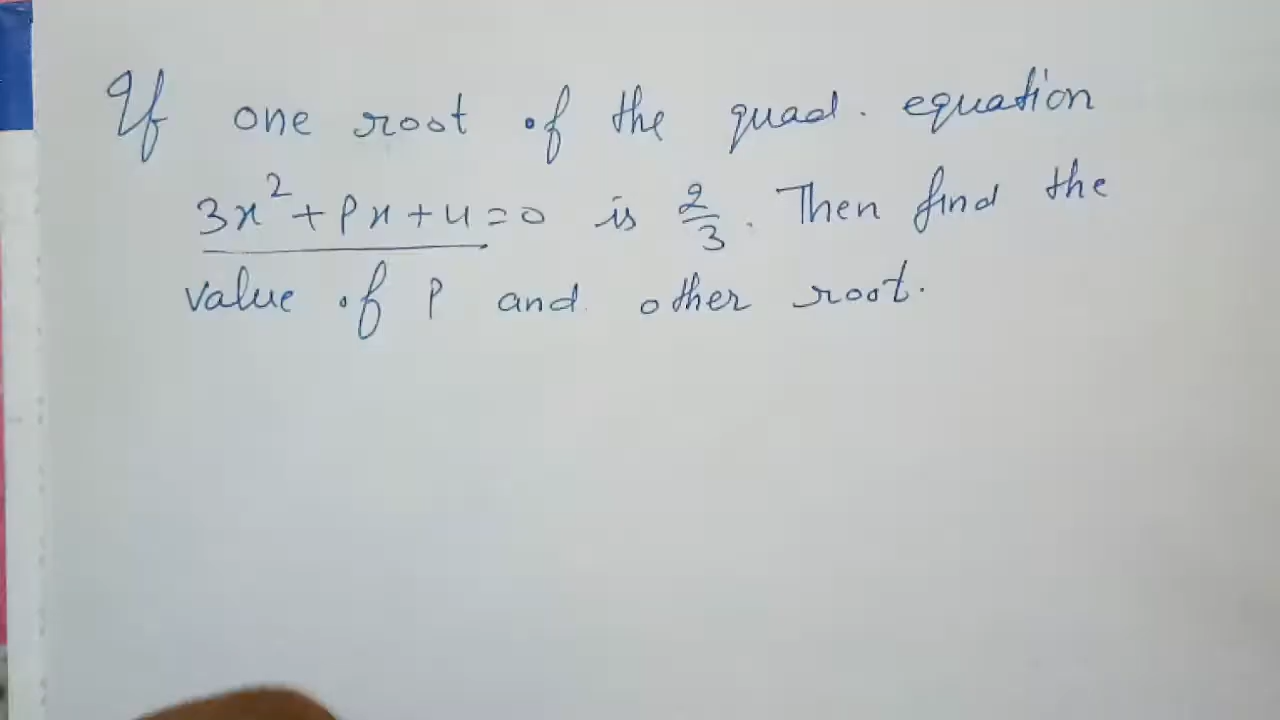 If one root of the quad. equation
3x² + px + 4 = 0 is 2/3. Then find the
value of p and other root.